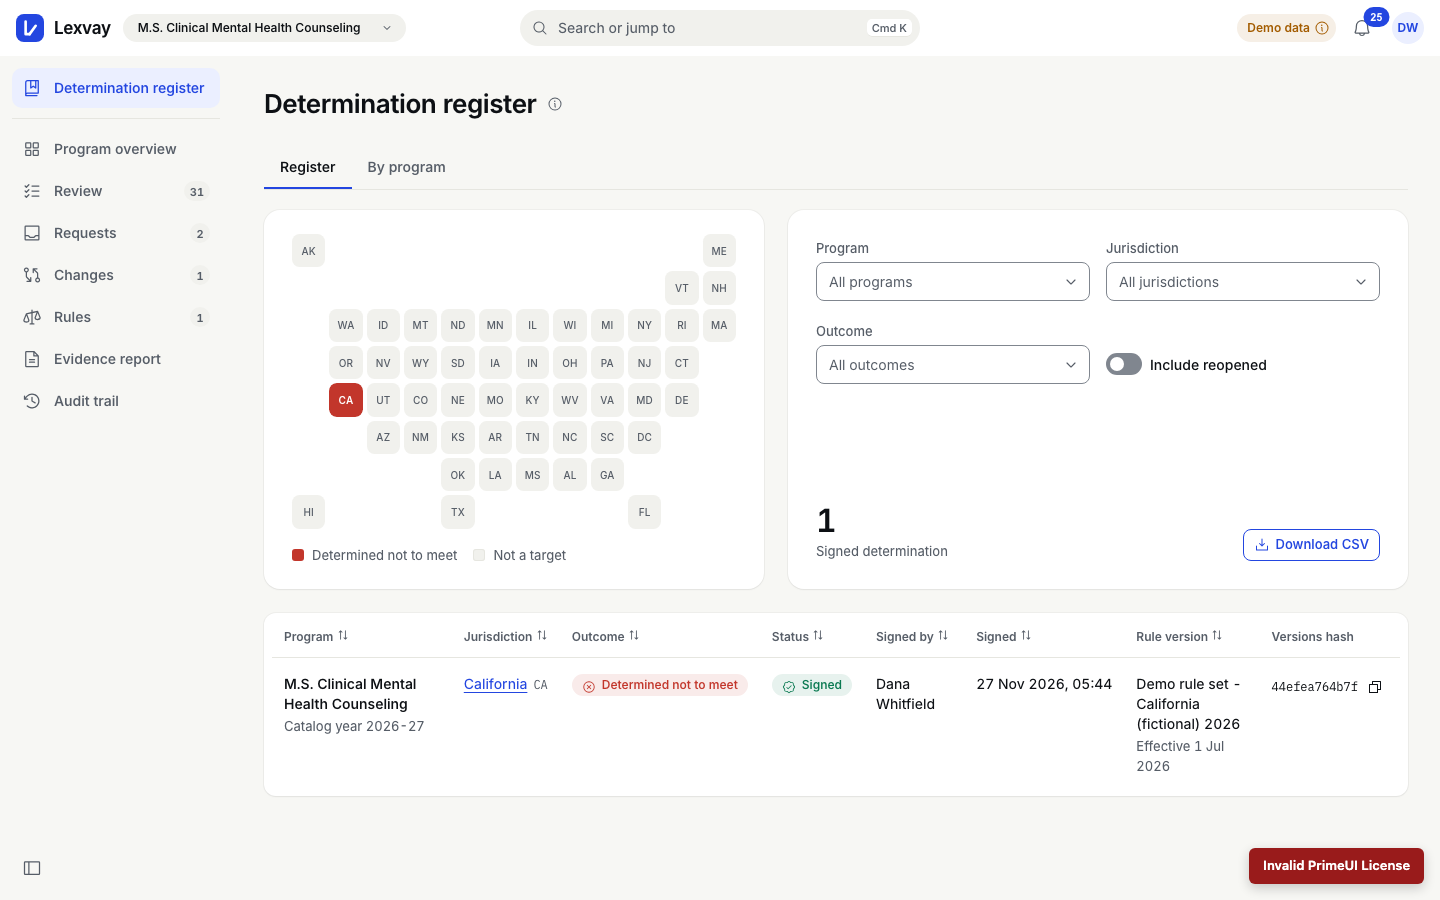 Lexvay
M.S. Clinical Mental Health Counseling
Search or jump to
Cmd K
Demo data
25
DW
Determination register
Program overview
Review 31
Requests 2
Changes 1
Rules 1
Evidence report
Audit trail
Determination register
Register
By program
AK ME
VT NH
WA ID MT ND MN IL WI MI NY RI MA
OR NV WY SD IA IN OH PA NJ CT
CA UT CO NE MO KY WV VA MD DE
AZ NM KS AR TN NC SC DC
OK LA MS AL GA
HI TX FL
Determined not to meet
Not a target
Program
All programs
Jurisdiction
All jurisdictions
Outcome
All outcomes
Include reopened
1
Signed determination
Download CSV
Program Jurisdiction Outcome Status Signed by Signed Rule version Versions hash
M.S. Clinical Mental
Health Counseling
Catalog year 2026-27
California CA
Determined not to meet
Signed
Dana
Whitfield
27 Nov 2026, 05:44
Demo rule set -
California
(fictional) 2026
Effective 1 Jul
2026
44efea764b7f
Invalid PrimeUI License